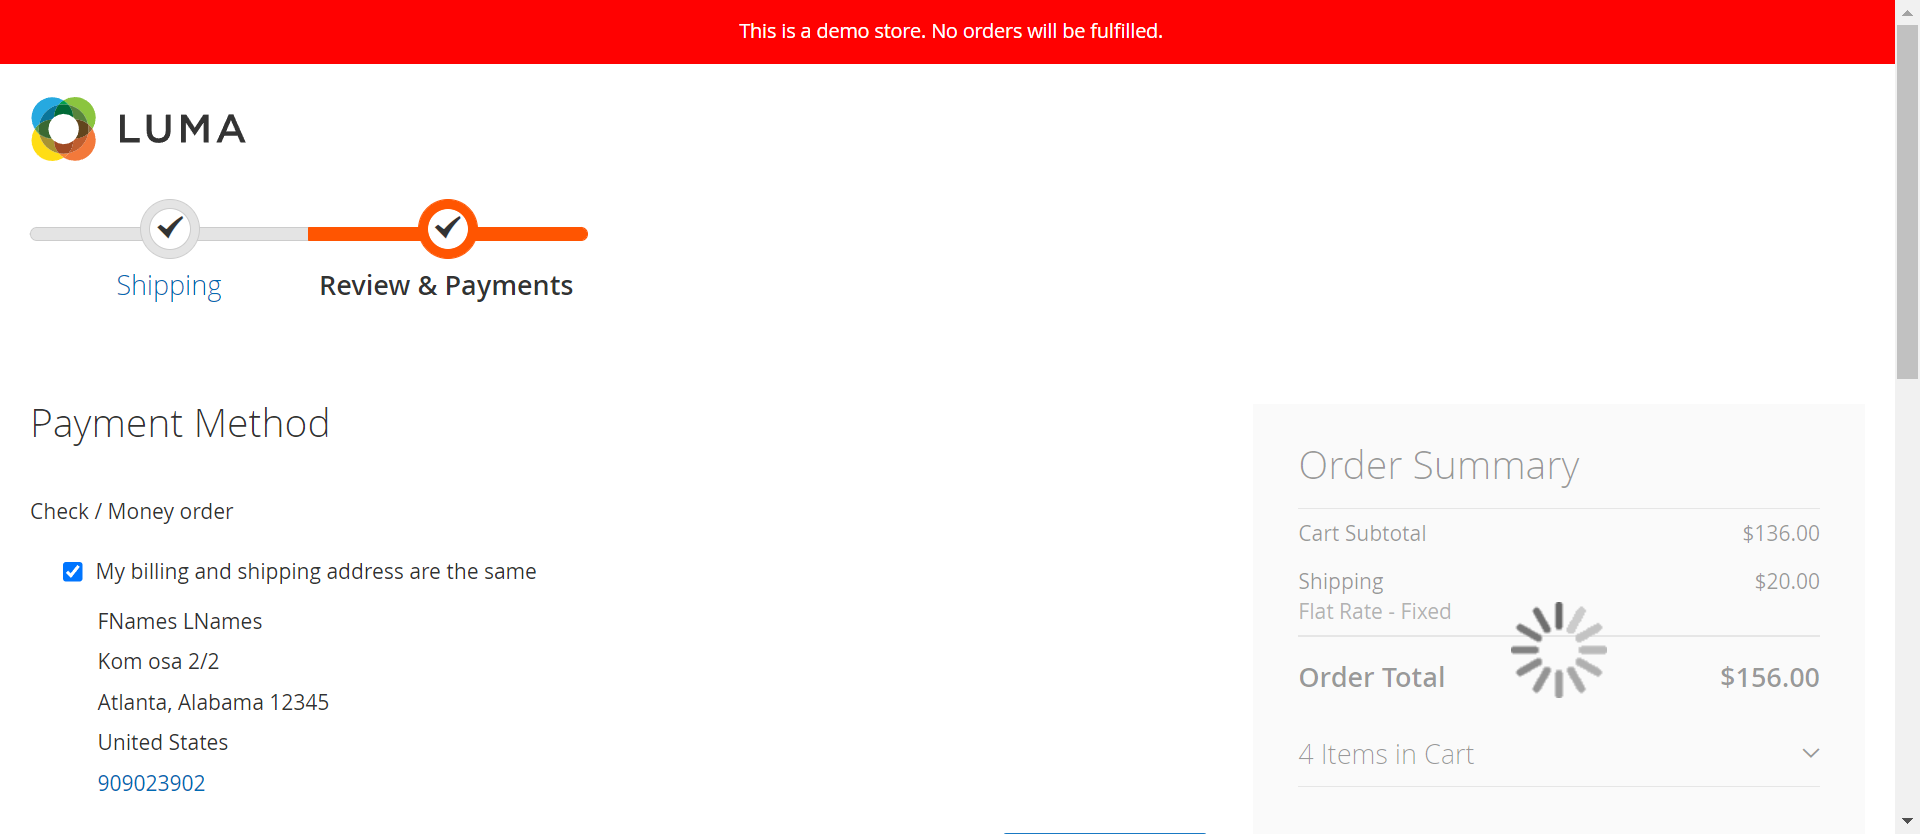 This is a demo store. No orders will be fulfilled.
LUMA
Shipping
Review & Payments
Payment Method
Check / Money order
My billing and shipping address are the same
FNames LNames
Kom osa 2/2
Atlanta, Alabama 12345
United States
909023902
Order Summary
Cart Subtotal $136.00
Shipping $20.00
Flat Rate - Fixed
Order Total $156.00
4 Items in Cart